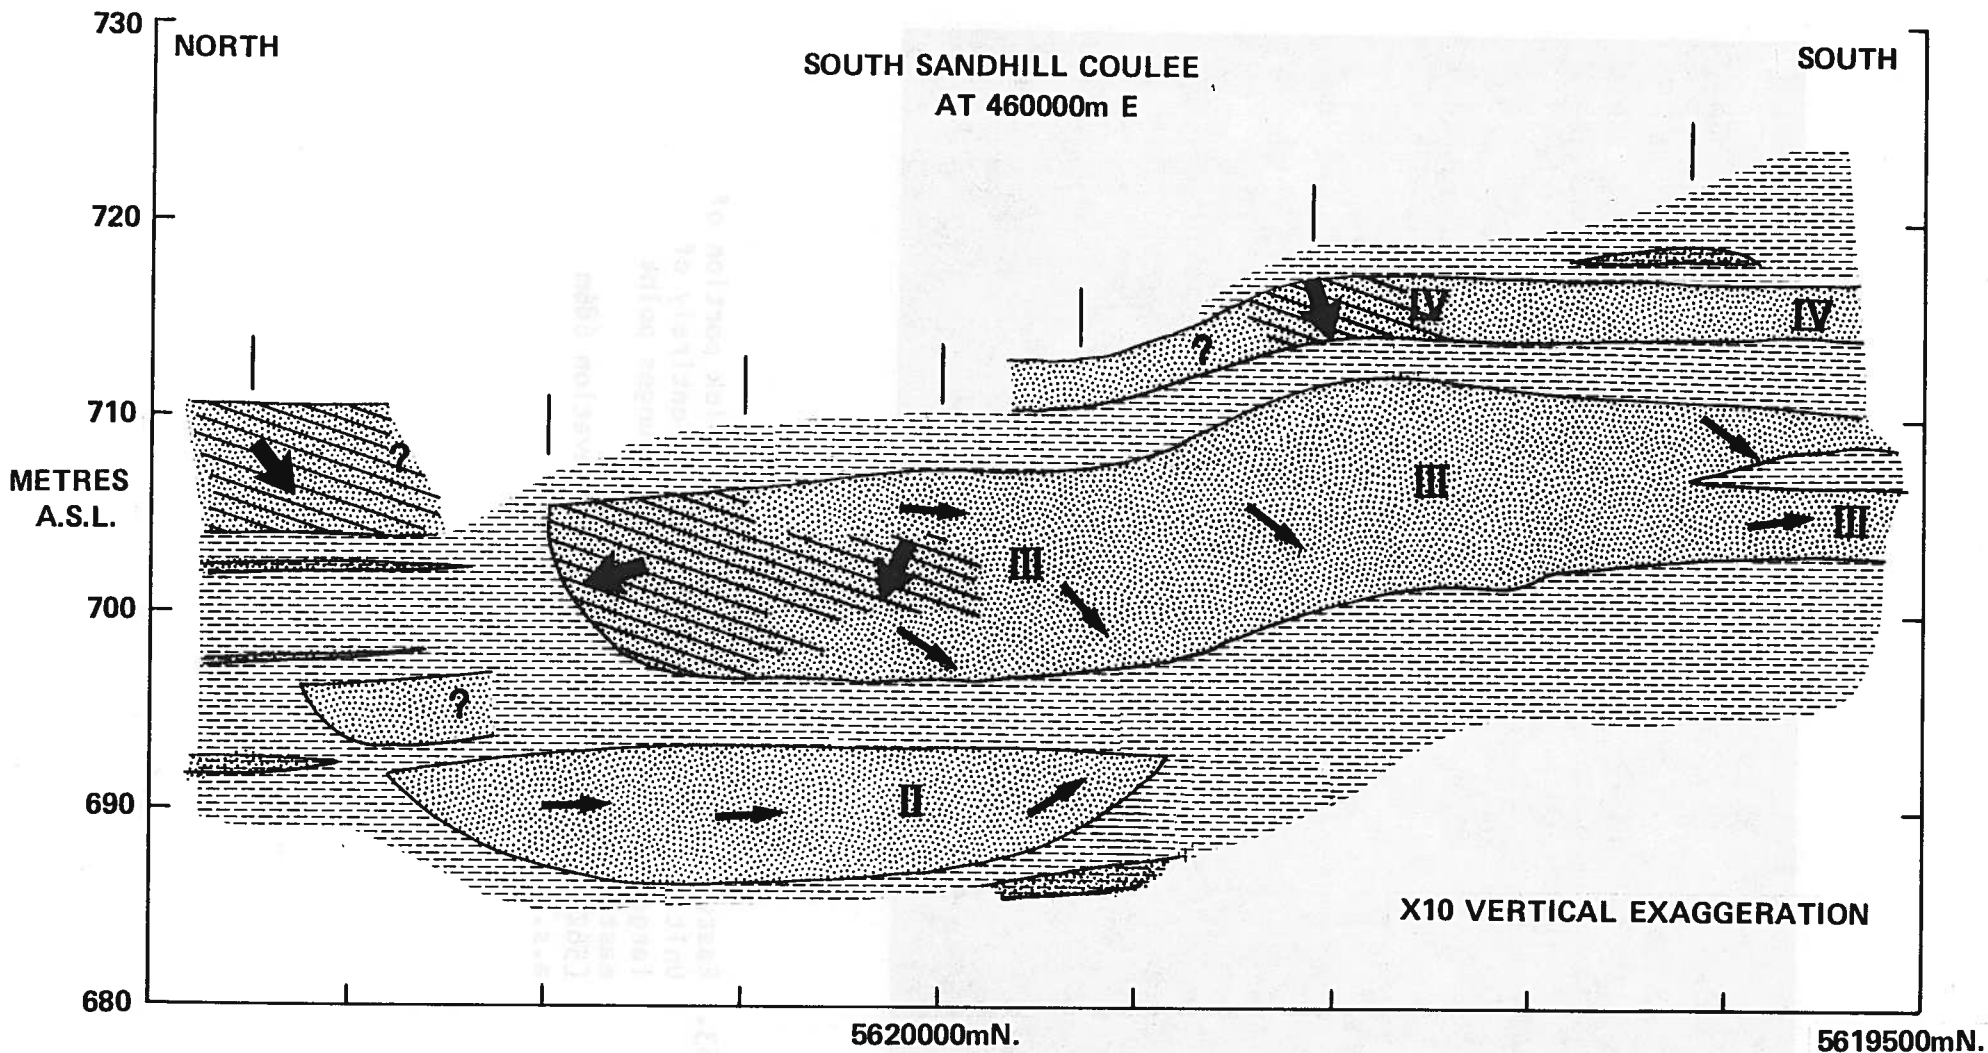 730
NORTH
SOUTH SANDHILL COULEE
AT 460000m E
SOUTH
720
IV
IV
?
710
?
METRES
A.S.L.
III
III
III
700
?
690
II
X10 VERTICAL EXAGGERATION
680
5620000mN.
5619500mN.